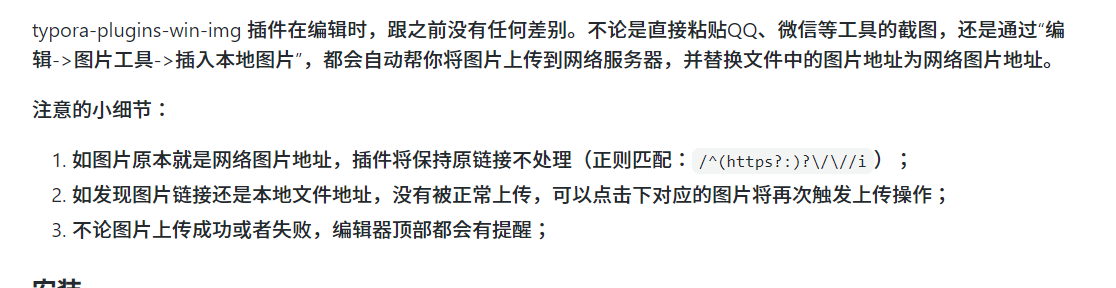 typora-plugins-win-img 插件在编辑时，跟之前没有任何差别。不论是直接粘贴QQ、微信等工具的截图，还是通过“编
辑->图片工具->插入本地图片”，都会自动帮你将图片上传到网络服务器，并替换文件中的图片地址为网络图片地址。
注意的小细节：
1. 如图片原本就是网络图片地址，插件将保持原链接不处理（正则匹配： /^(https?:)?\/\//i ）；
2. 如发现图片链接还是本地文件地址，没有被正常上传，可以点击下对应的图片将再次触发上传操作；
3. 不论图片上传成功或者失败，编辑器顶部都会有提醒；
安装